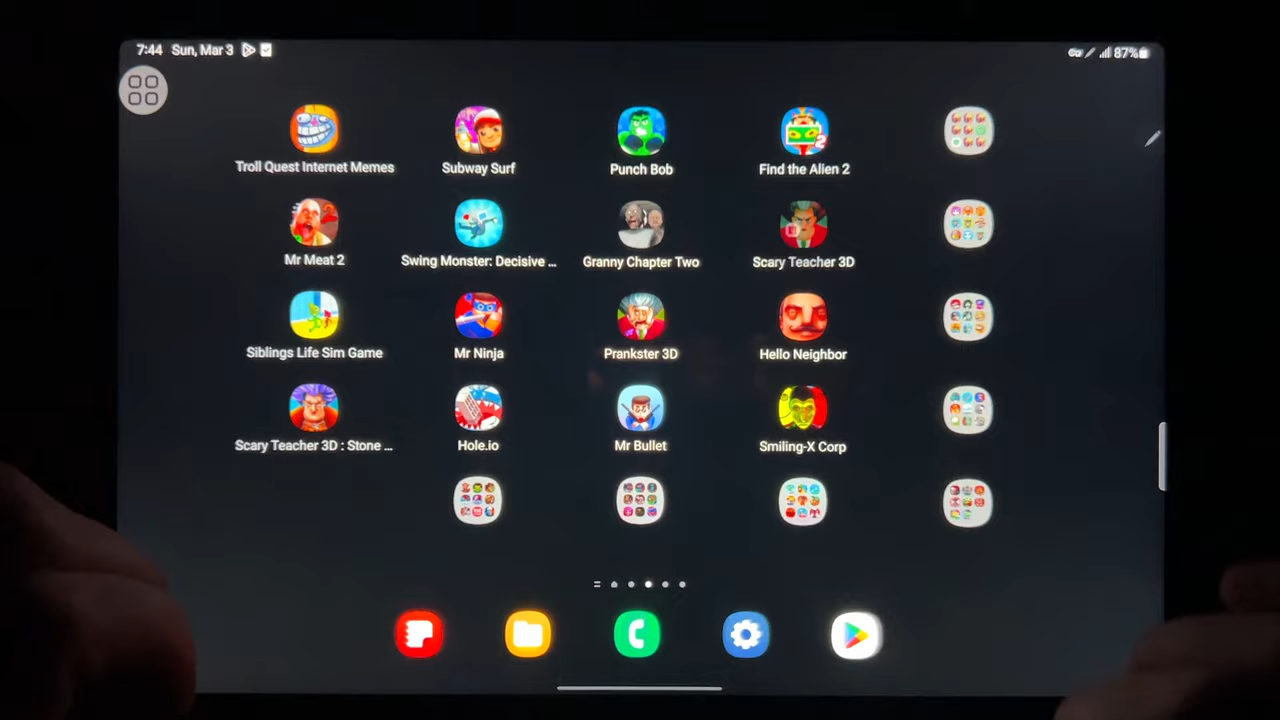 7:44 Sun, Mar 3
87%
Troll Quest Internet Memes
Subway Surf
Punch Bob
Find the Alien 2
Mr Meat 2
Swing Monster: Decisive ...
Granny Chapter Two
Scary Teacher 3D
Siblings Life Sim Game
Mr Ninja
Prankster 3D
Hello Neighbor
Scary Teacher 3D : Stone ...
Hole.io
Mr Bullet
Smiling-X Corp